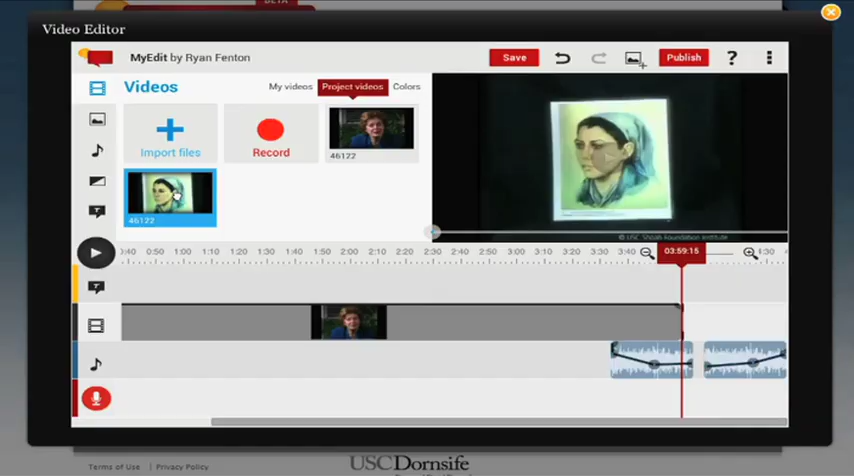 BETA
Video Editor
MyEdit by Ryan Fenton
Save
Publish
?
Videos
My videos
Project videos
Colors
Import files
Record
46122
46122
© USC Shoah Foundation Institute
:40 0:50 1:00 1:10 1:20 1:30 1:40 1:50 2:00 2:10 2:20 2:30 2:40 2:50 3:00 3:10 3:20 3:30 3:40
03:59:15
:30
T
T
Terms of Use | Privacy Policy
USCDornsife